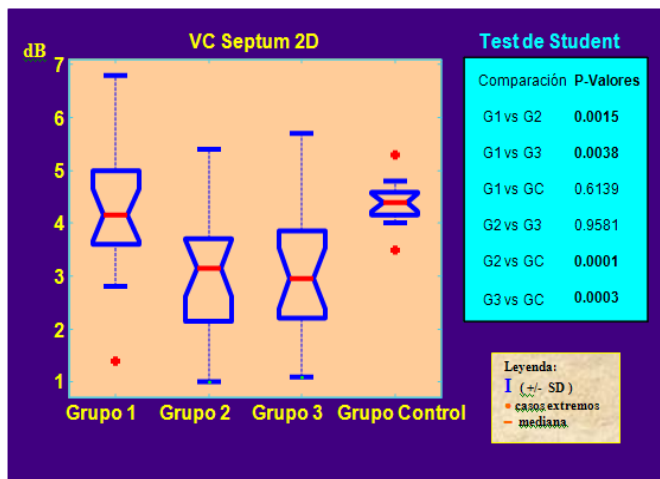 VC Septum 2D
dB
7
6
5
4
3
2
1
Grupo 1 Grupo 2 Grupo 3 Grupo Control
Test de Student
Comparación P-Valores
G1 vs G2 0.0015
G1 vs G3 0.0038
G1 vs GC 0.6139
G2 vs G3 0.9581
G2 vs GC 0.0001
G3 vs GC 0.0003
Leyenda:
I ( +/- SD )
casos extremos
mediana